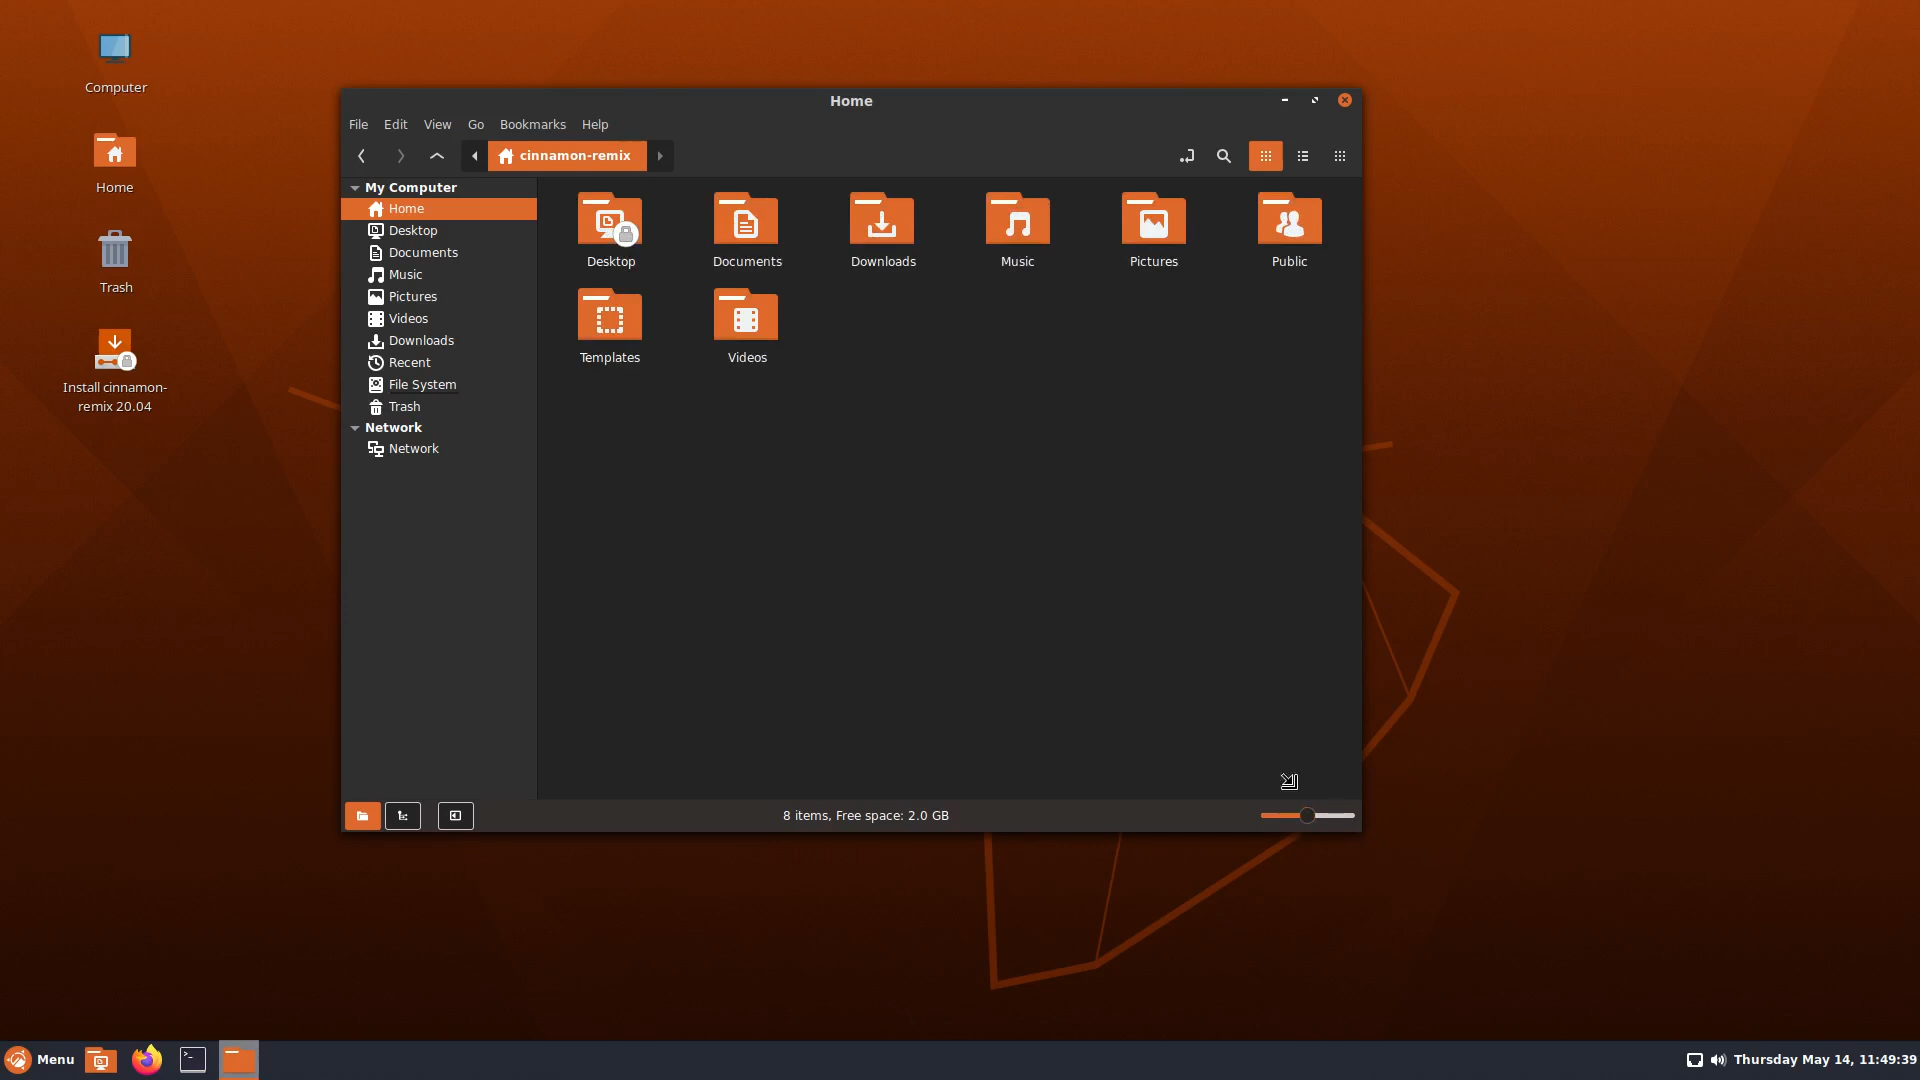 Computer
Home
Trash
Install cinnamon-
remix 20.04
Home
File Edit View Go Bookmarks Help
cinnamon-remix
My Computer
Home
Desktop
Documents
Music
Pictures
Videos
Downloads
Recent
File System
Trash
Network
Network
Desktop Documents Downloads Music Pictures Public
Templates Videos
8 items, Free space: 2.0 GB
Menu
Thursday May 14, 11:49:39